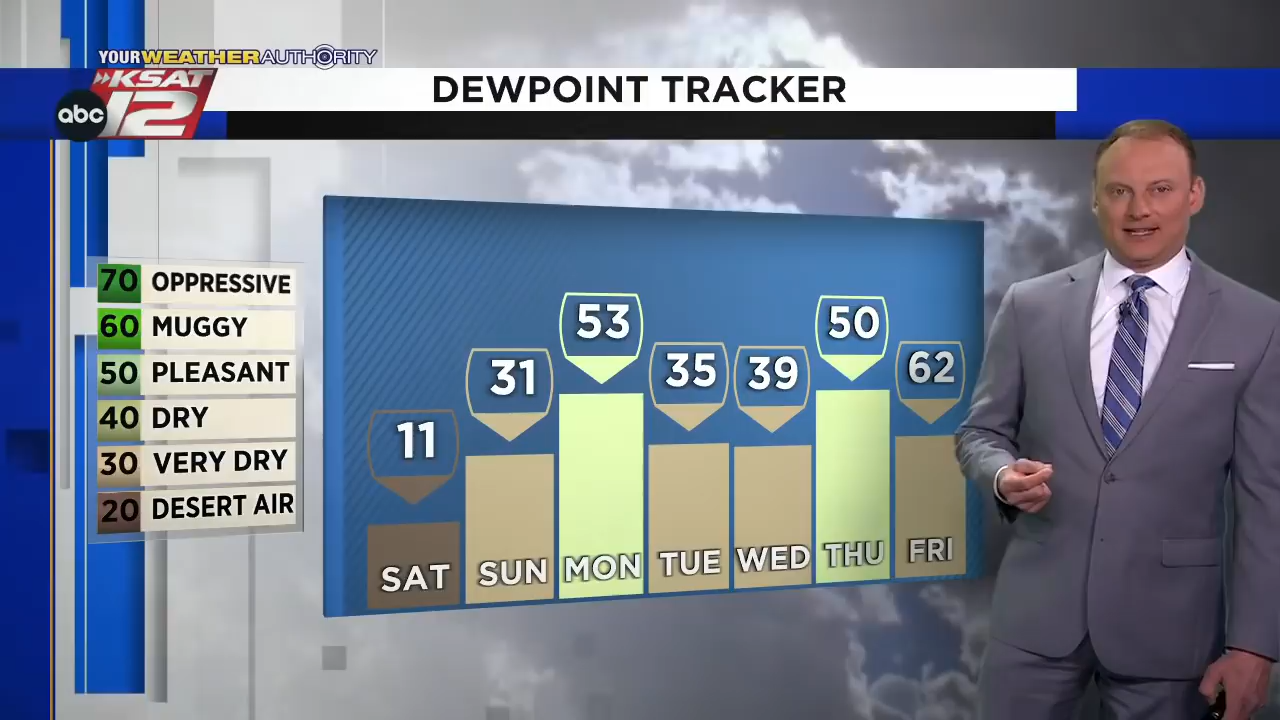 YOURWEATHERAUTHORITY
KSAT
abc 12
DEWPOINT TRACKER
70 OPPRESSIVE
60 MUGGY
50 PLEASANT
40 DRY
30 VERY DRY
20 DESERT AIR
11 31 53 35 39 50 62
SAT SUN MON TUE WED THU FRI